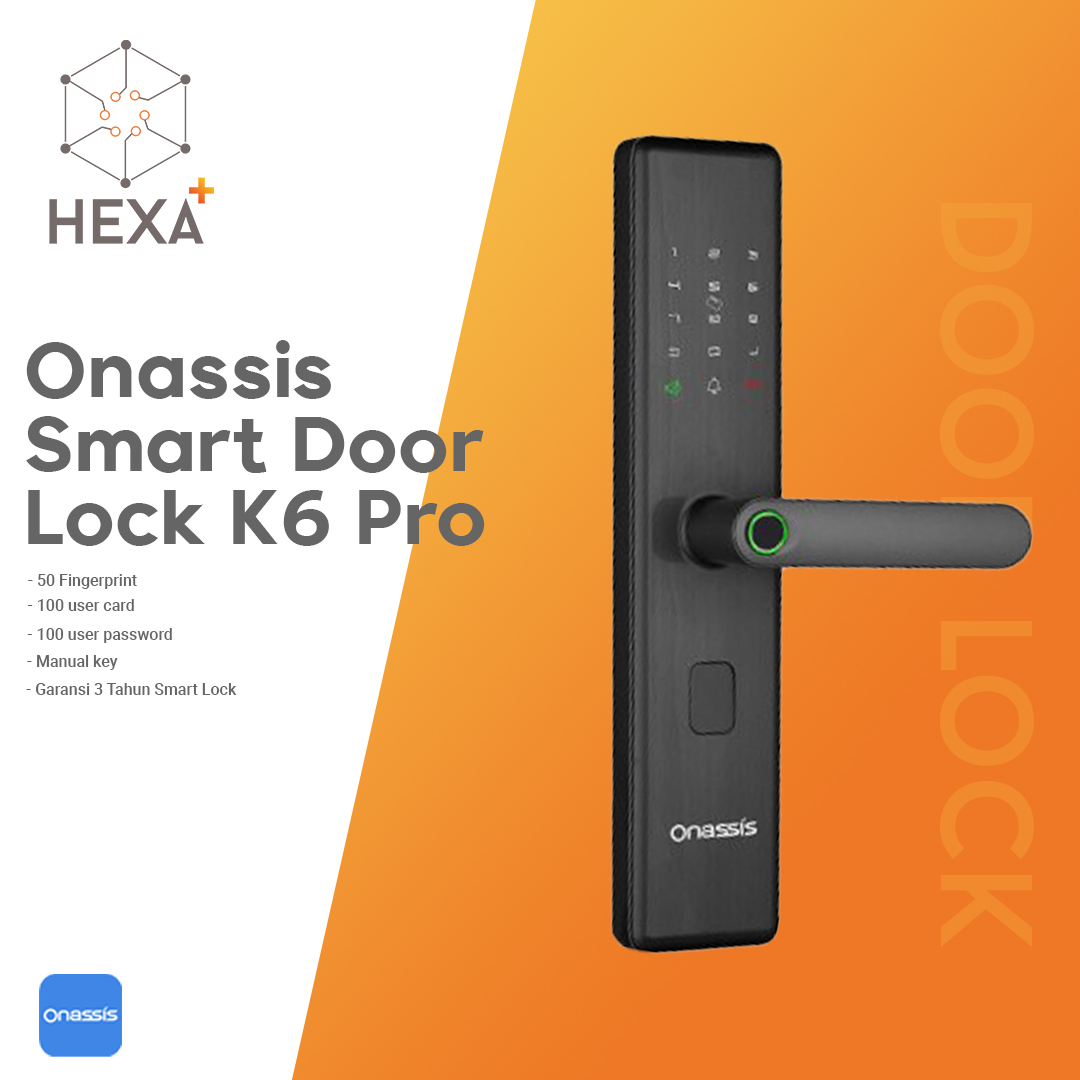 HEXA+
Onassis
Smart Door
Lock K6 Pro
- 50 Fingerprint
- 100 user card
- 100 user password
- Manual key
- Garansi 3 Tahun Smart Lock
Onassis
Onassis
DOOR LOCK